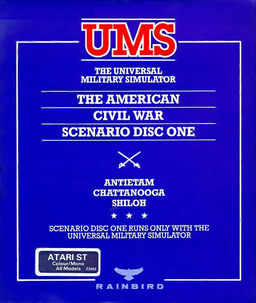 UMS
THE UNIVERSAL
MILITARY SIMULATOR
THE AMERICAN
CIVIL WAR
SCENARIO DISC ONE
ANTIETAM
CHATTANOOGA
SHILOH
SCENARIO DISC ONE RUNS ONLY WITH THE
UNIVERSAL MILITARY SIMULATOR
ATARI ST
Colour/Mono
All Models
RAINBIRD